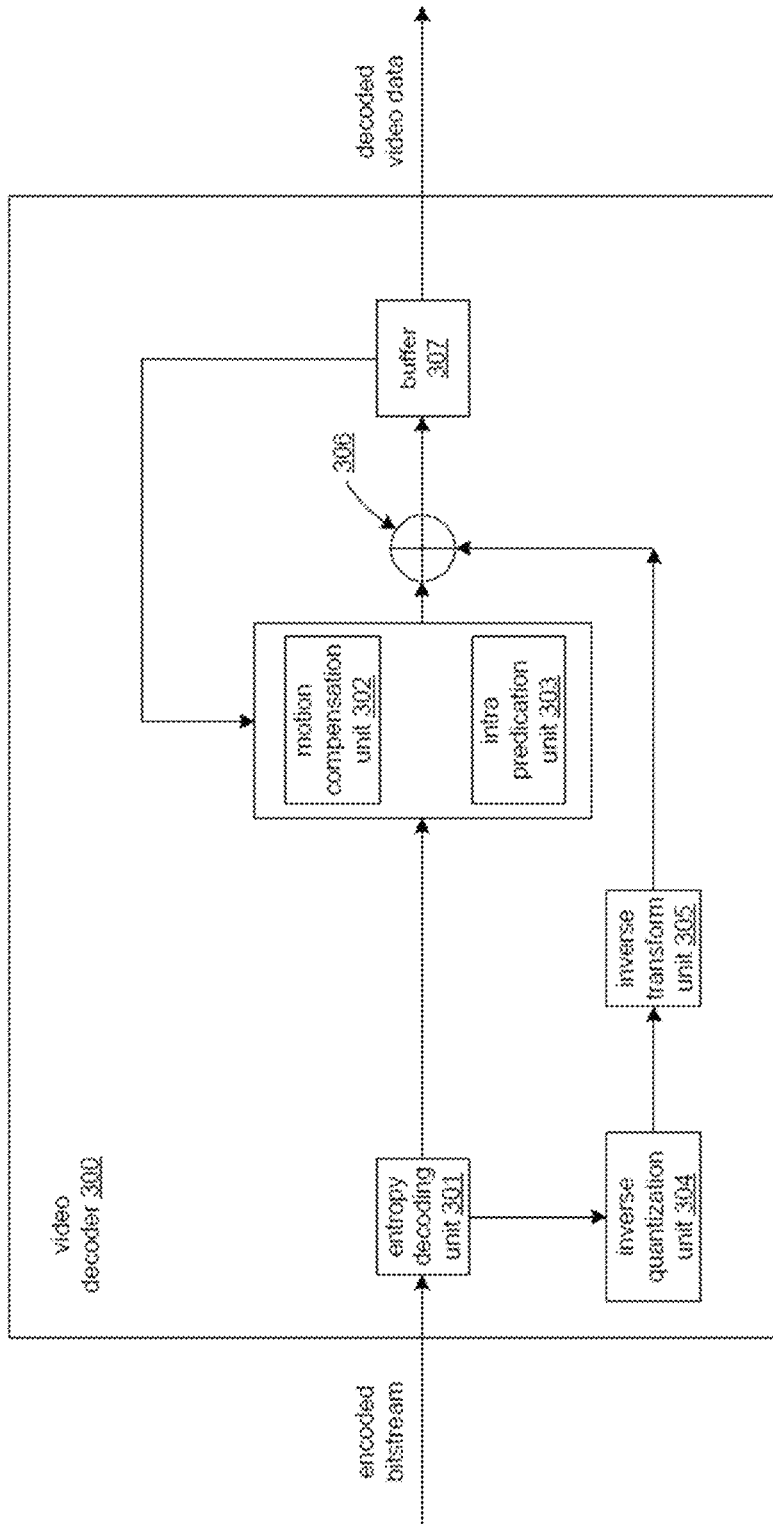 video
decoder 300
encoded
bitstream
entropy
decoding
unit 301
inverse
quantization
unit 304
inverse
transform
unit 305
motion
compensation
unit 302
intra
predication
unit 303
306
buffer
307
decoded
video data